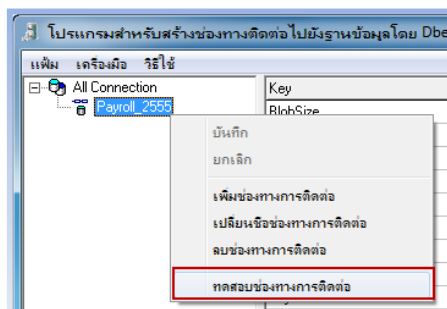 โปรแกรมสำหรับสร้างช่องทางติดต่อไปยังฐานข้อมูลโดย Dbe
แฟ้ม เครื่องมือ วิธีใช้
All Connection
Key
Payroll_2555
BlobSize
บันทึก
ยกเลิก
เพิ่มช่องทางการติดต่อ
เปลี่ยนชื่อช่องทางการติดต่อ
ลบช่องทางการติดต่อ
ทดสอบช่องทางการติดต่อ